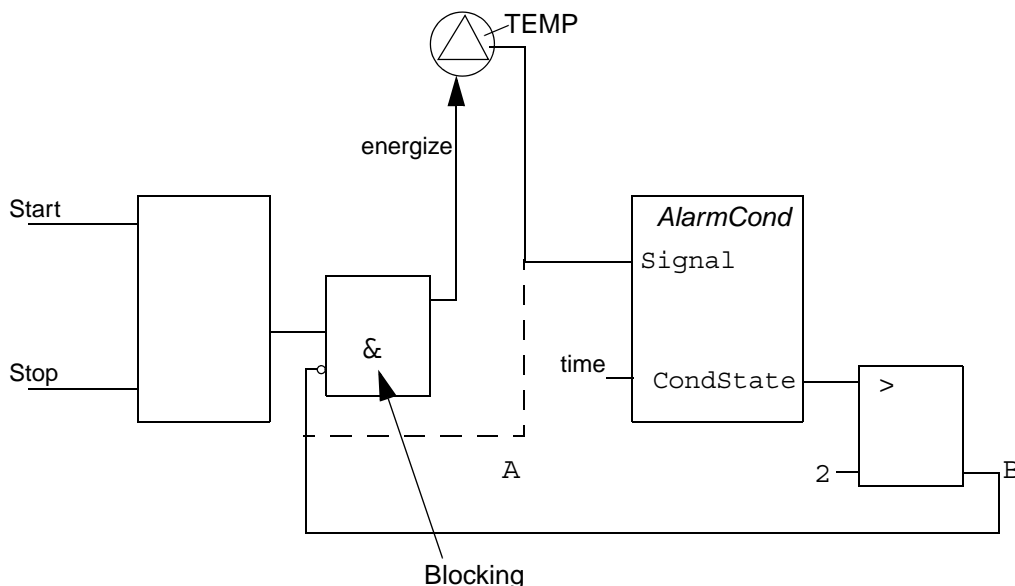 TEMP
energize
Start
AlarmCond
Signal
&
time
CondState
>
Stop
A
2
B
Blocking